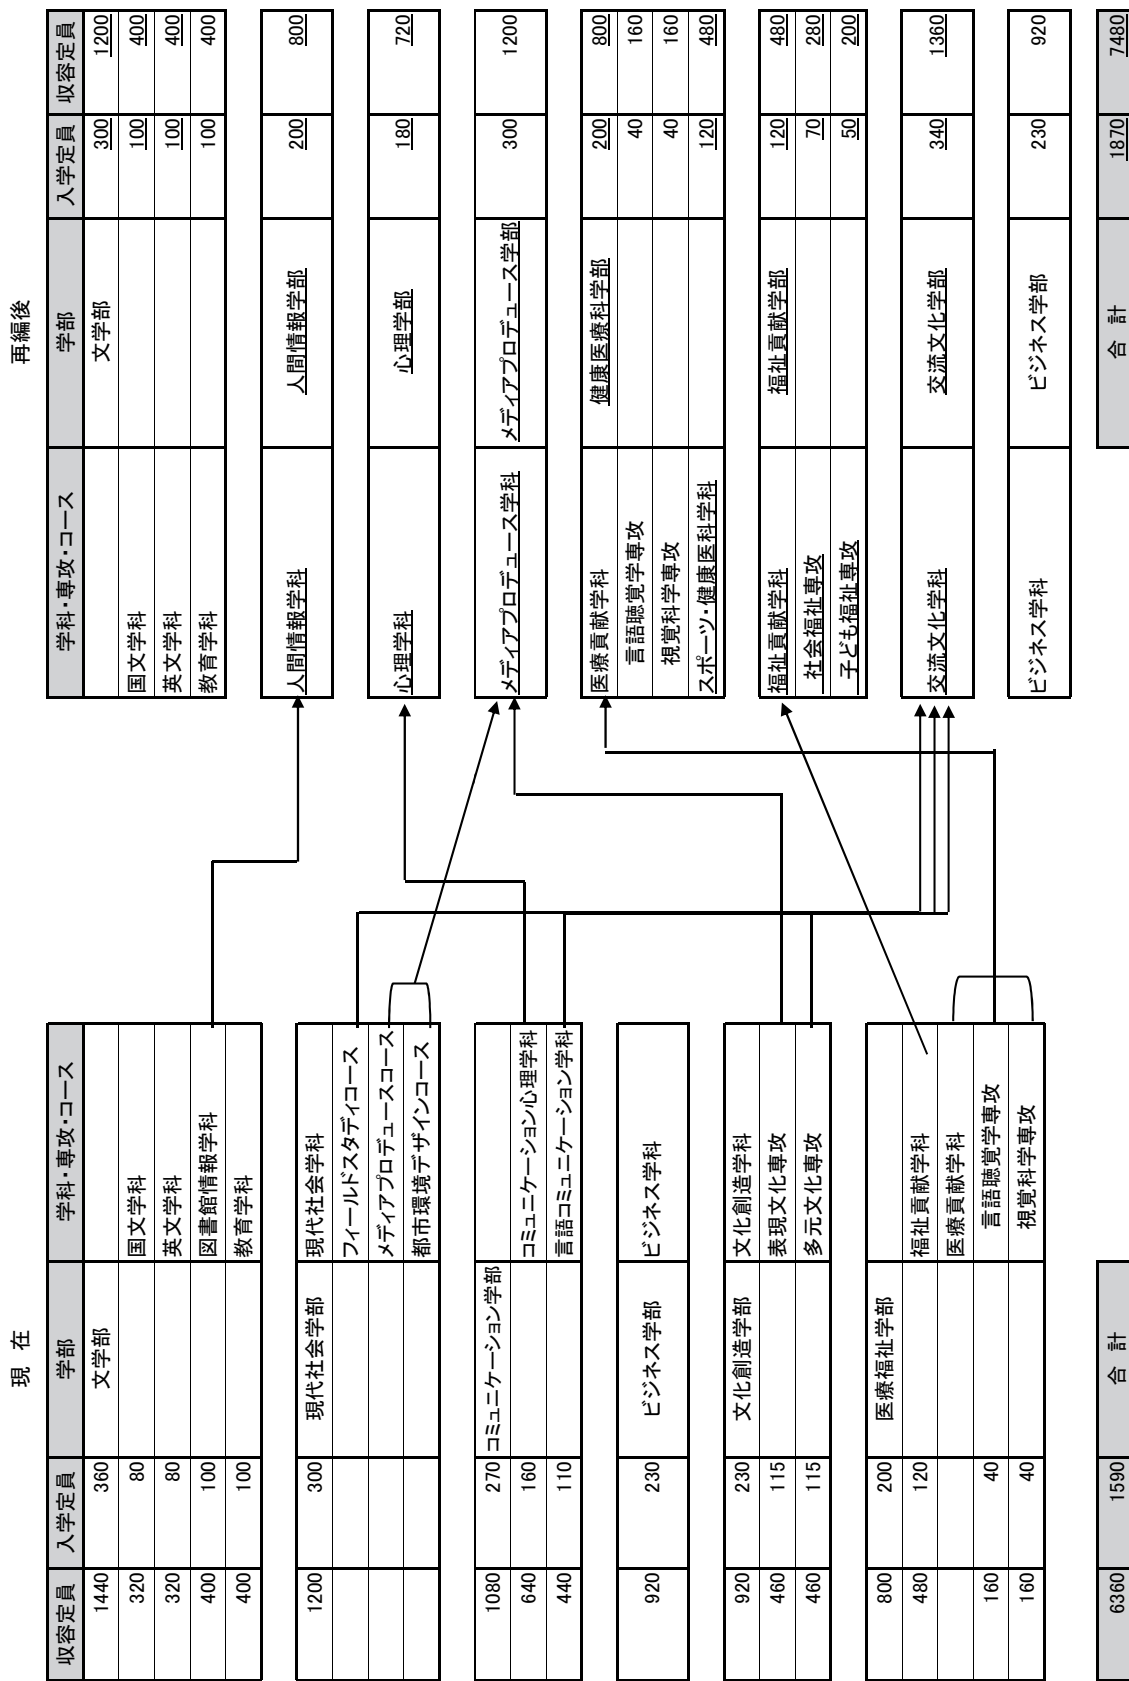 現 在
収容定員 入学定員 学部 学科・専攻・コース
1440 360 文学部
320 80 国文学科
320 80 英文学科
400 100 図書館情報学科
400 100 教育学科
1200 300 現代社会学部 現代社会学科
フィールドスタディコース
メディアプロデュースコース
都市環境デザインコース
1080 270 コミュニケーション学部
640 160 コミュニケーション心理学科
440 110 言語コミュニケーション学科
920 230 ビジネス学部 ビジネス学科
920 230 文化創造学部 文化創造学科
460 115 表現文化専攻
460 115 多元文化専攻
800 200 医療福祉学部
480 120 福祉貢献学科
医療貢献学科
160 40 言語聴覚学専攻
160 40 視覚科学専攻
6360 1590 合 計
再編後
学科・専攻・コース 学部 入学定員 収容定員
文学部 300 1200
国文学科 100 400
英文学科 100 400
教育学科 100 400
人間情報学科 人間情報学部 200 800
心理学科 心理学部 180 720
メディアプロデュース学科 メディアプロデュース学部 300 1200
医療貢献学科 健康医療科学部 200 800
言語聴覚学専攻 40 160
視覚科学専攻 40 160
スポーツ・健康医科学科 120 480
福祉貢献学科 福祉貢献学部 120 480
社会福祉専攻 70 280
子ども福祉専攻 50 200
交流文化学科 交流文化学部 340 1360
ビジネス学科 ビジネス学部 230 920
合 計 1870 7480